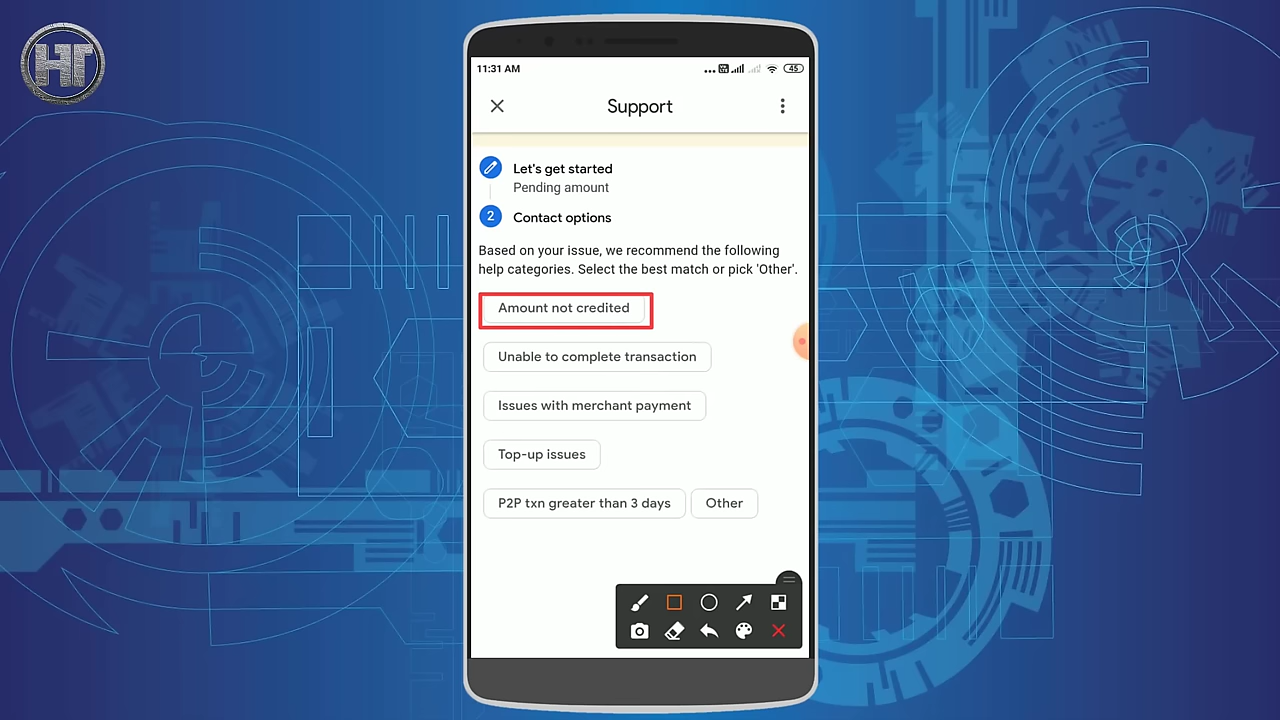 HT
11:31 AM
45
Support
Let's get started
Pending amount
2
Contact options
Based on your issue, we recommend the following
help categories. Select the best match or pick 'Other'.
Amount not credited
Unable to complete transaction
Issues with merchant payment
Top-up issues
P2P txn greater than 3 days
Other